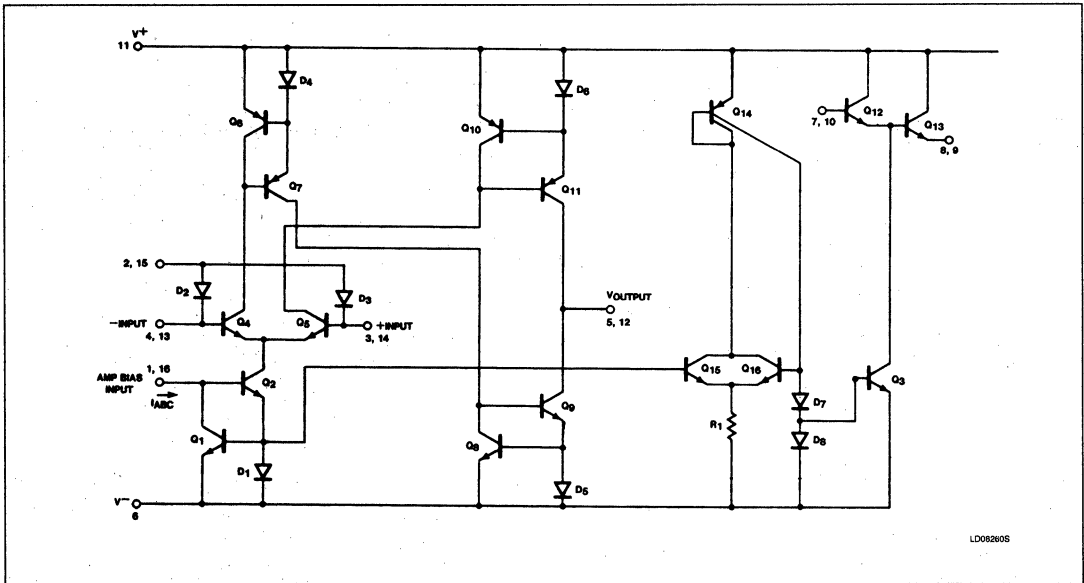 V+
11
D4
D6
Q6
Q10
Q14
Q12
Q13
7, 10
8, 9
Q7
Q11
2, 15
D2
D3
VOUTPUT
5, 12
–INPUT
4, 13
Q4
Q5
+INPUT
3, 14
1, 16
AMP BIAS
INPUT
IABC
Q2
Q15
Q16
Q3
D7
Q9
R1
D8
Q1
Q8
D1
D5
V–
6
LD08260S